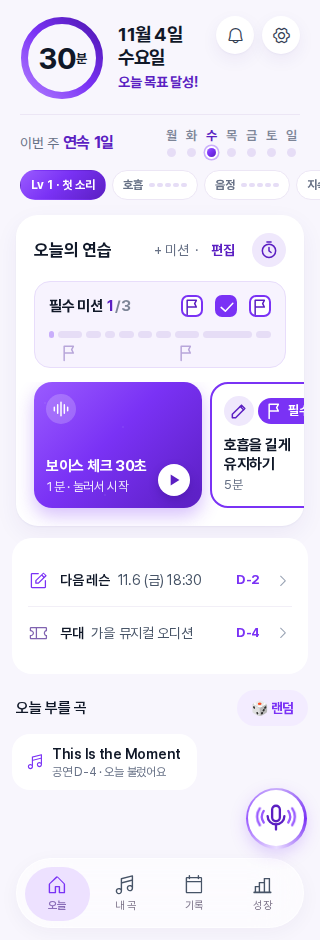 30분
11월 4일
수요일
오늘 목표 달성!
이번 주 연속 1일
월 화 수 목 금 토 일
Lv 1 · 첫 소리
호흡
음정
오늘의 연습
+ 미션 · 편집
필수 미션 1/3
보이스 체크 30초
1분 · 눌러서 시작
호흡을 길게
유지하기
5분
다음 레슨 11.6 (금) 18:30 D-2
무대 가을 뮤지컬 오디션 D-4
오늘 부를 곡
랜덤
This Is the Moment
공연 D-4 · 오늘 불렀어요
오늘
내 곡
기록
성장